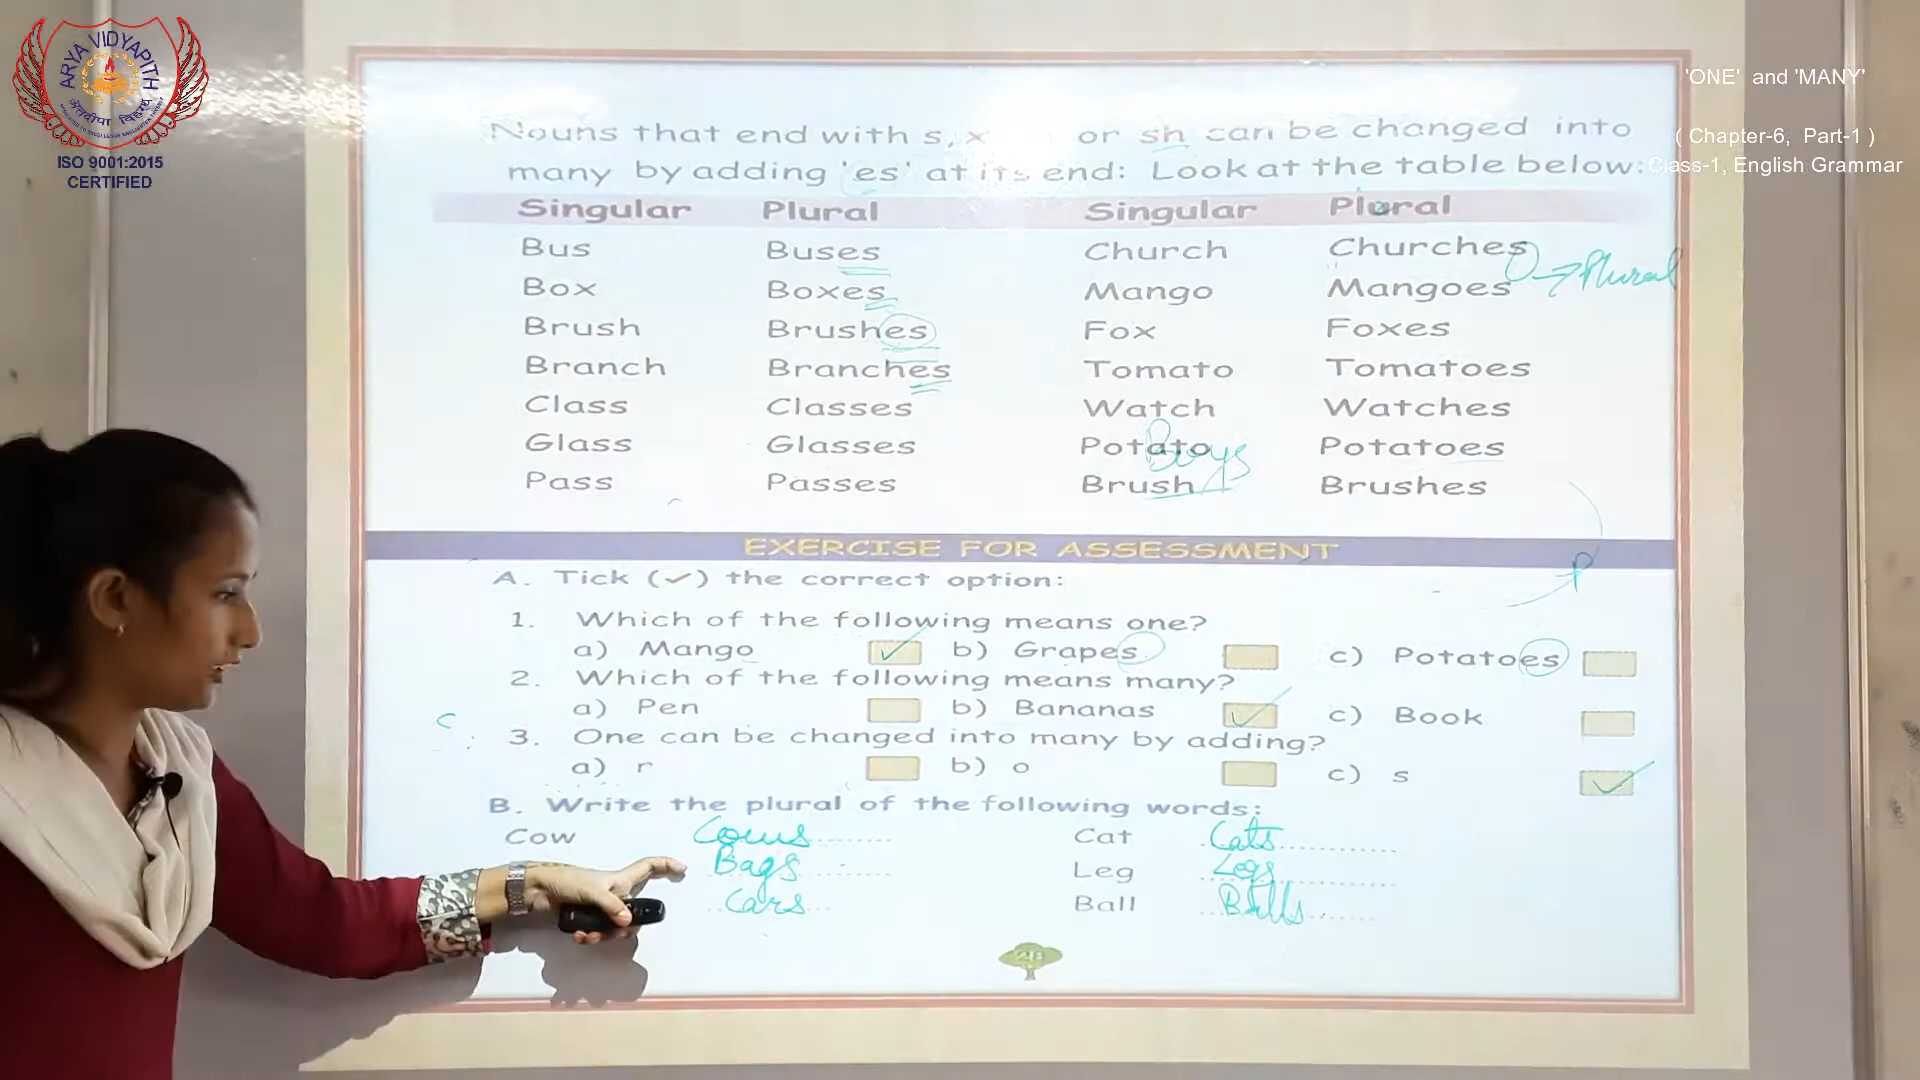 ARYA VIDYAPITH
ISO 9001:2015
CERTIFIED
'ONE' and 'MANY'
( Chapter-6, Part-1 )
Class-1, English Grammar
Nouns that end with s, x or sh can be changed into
many by adding 'es' at its end: Look at the table below:
Singular Plural Singular Plural
Bus Buses Church Churches
Box Boxes Mango Mangoes → Plural
Brush Brushes Fox Foxes
Branch Branches Tomato Tomatoes
Class Classes Watch Watches
Glass Glasses Potato Potatoes
Boys
Pass Passes Brush Brushes
EXERCISE FOR ASSESSMENT
A. Tick (✓) the correct option:
1. Which of the following means one?
a) Mango ✓ b) Grapes c) Potatoes
2. Which of the following means many?
a) Pen b) Bananas ✓ c) Book
3. One can be changed into many by adding?
a) r b) o c) s ✓
B. Write the plural of the following words:
Cow Cows Cat Cats
Bags Leg Legs
Cars Ball Balls